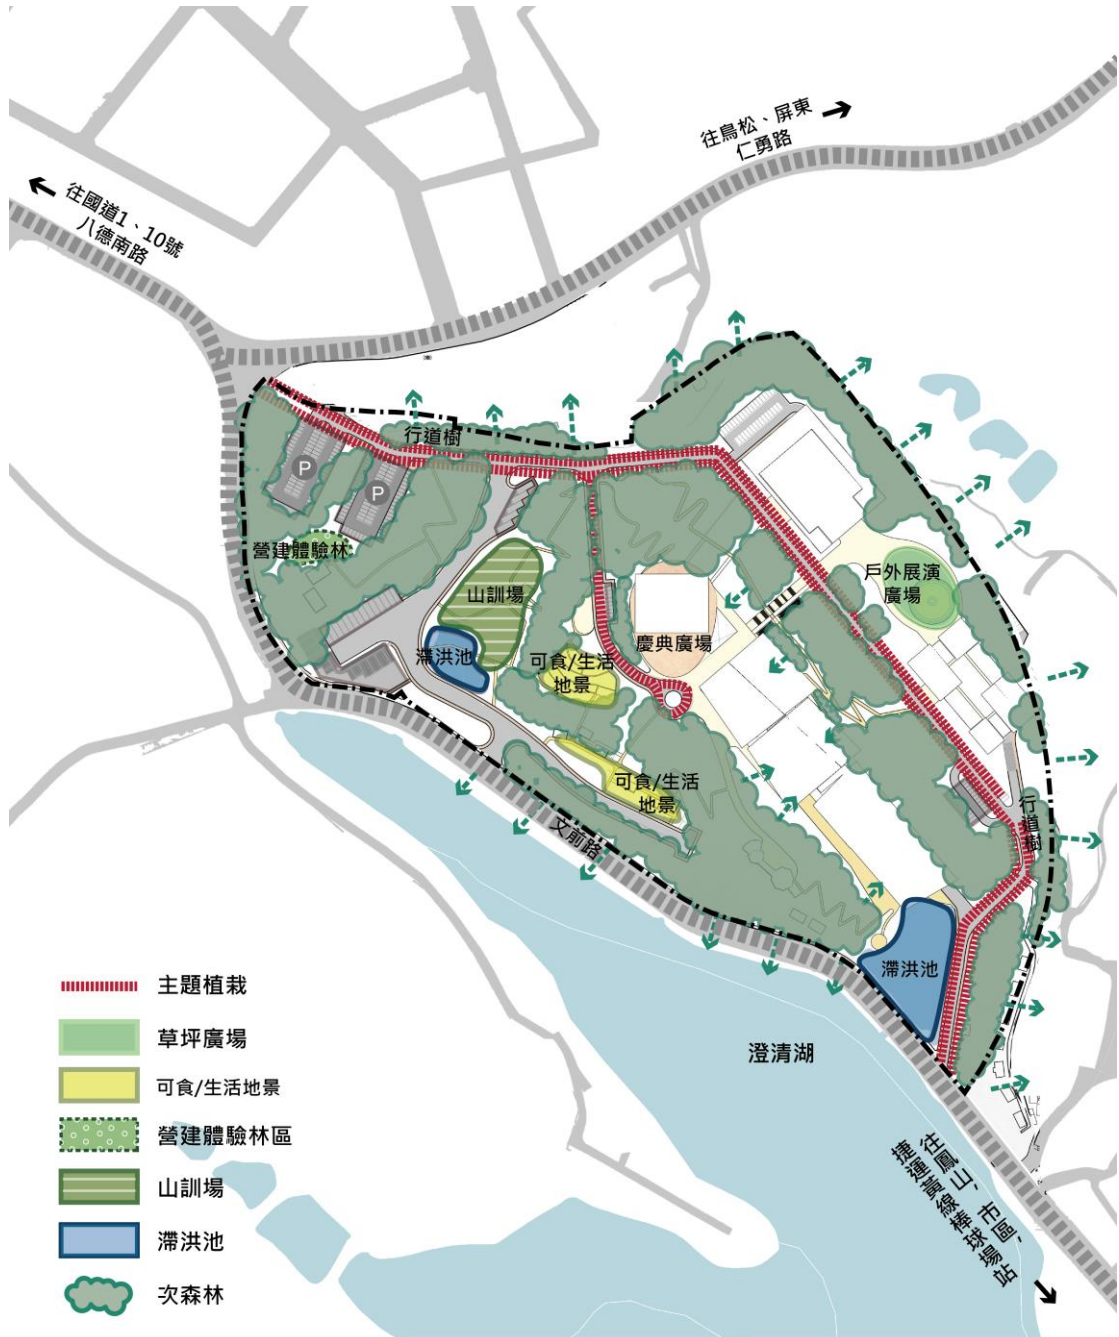 往鳥松、屏東
仁勇路
往國道1、10號
八德南路
行道樹
P
P
營建體驗林
山訓場
滯洪池
可食/生活
地景
慶典廣場
戶外展演
廣場
可食/生活
地景
文前路
行道樹
滯洪池
澄清湖
往鳳山,市區,
捷運黃線棒球場站
主題植栽
草坪廣場
可食/生活地景
營建體驗林區
山訓場
滯洪池
次森林